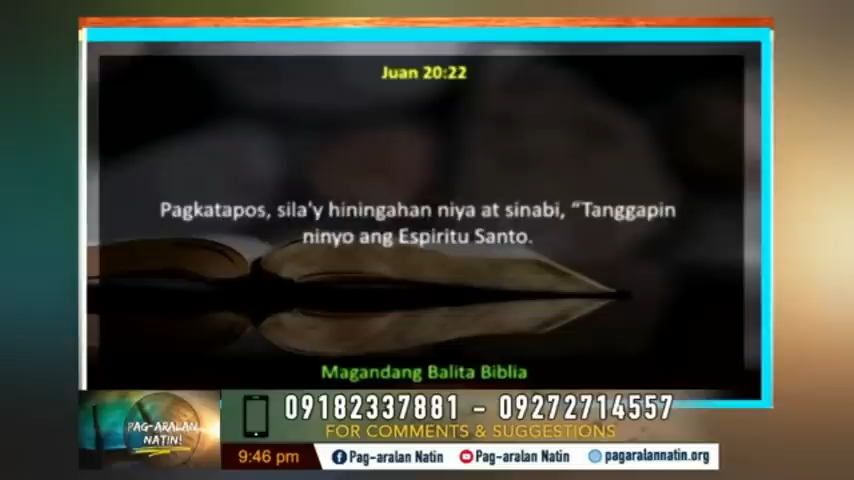 Juan 20:22
Pagkatapos, sila'y hiningahan niya at sinabi, “Tanggapin
ninyo ang Espiritu Santo.
Magandang Balita Biblia
PAG-ARALAN
NATIN!
09182337881 - 09272714557
FOR COMMENTS & SUGGESTIONS
9:46 pm
Pag-aralan Natin
Pag-aralan Natin
pagaralannatin.org